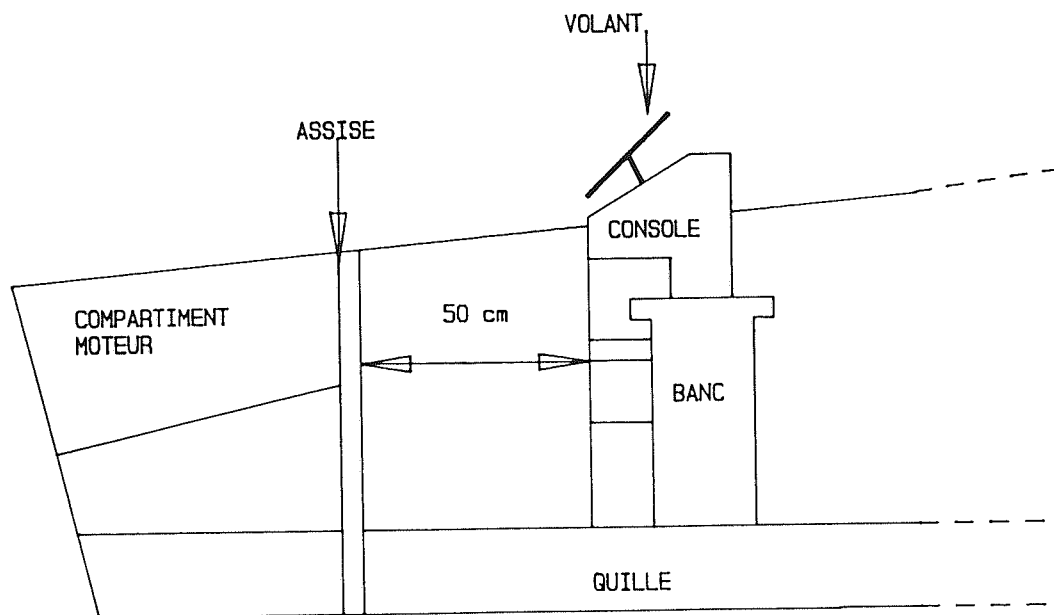 VOLANT
ASSISE
CONSOLE
COMPARTIMENT
MOTEUR
50 cm
BANC
QUILLE